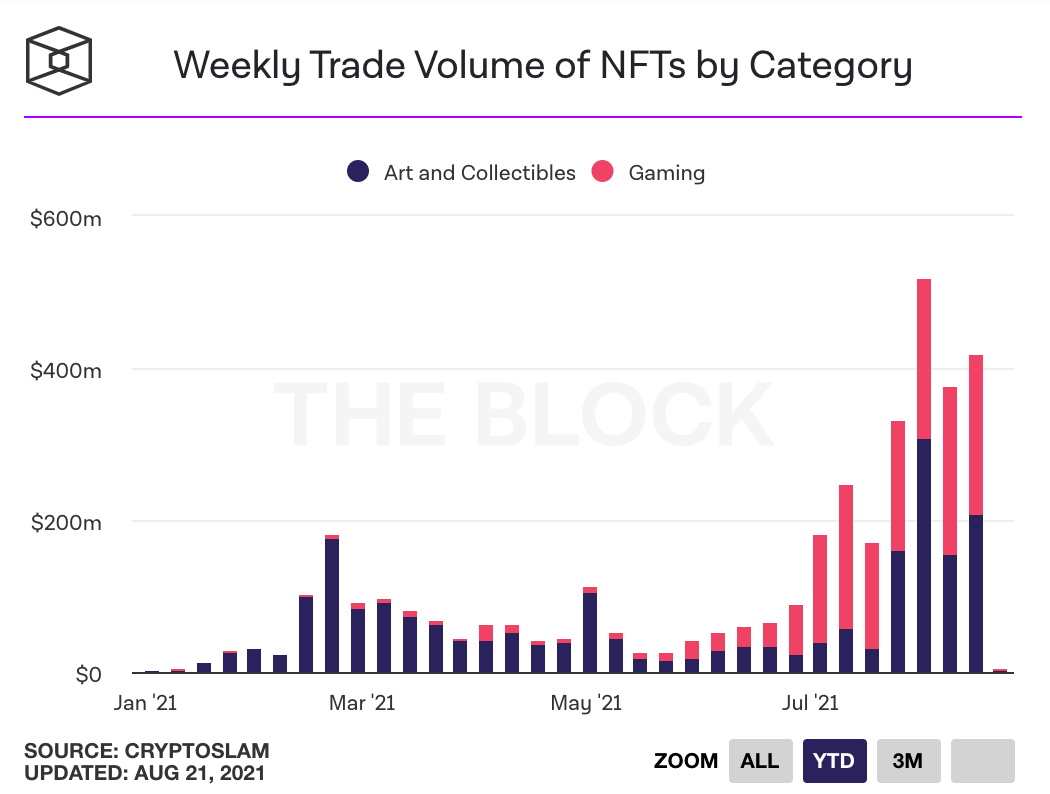 Weekly Trade Volume of NFTs by Category
Art and Collectibles Gaming
$600m
$400m
THE BLOCK
$200m
$0
Jan '21 Mar '21 May '21 Jul '21
SOURCE: CRYPTOSLAM
UPDATED: AUG 21, 2021
ZOOM ALL YTD 3M